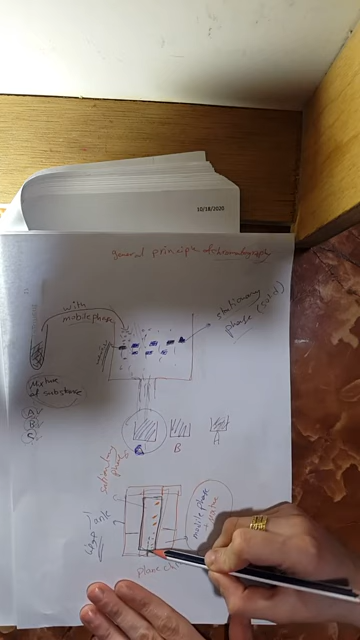 10/18/2020
general principle of chromatography
with
mobile phase
stationary
phase (solid)
Mixture
of substance
A
B
C
B
A
phase
Tank
mobile phase
plane ch